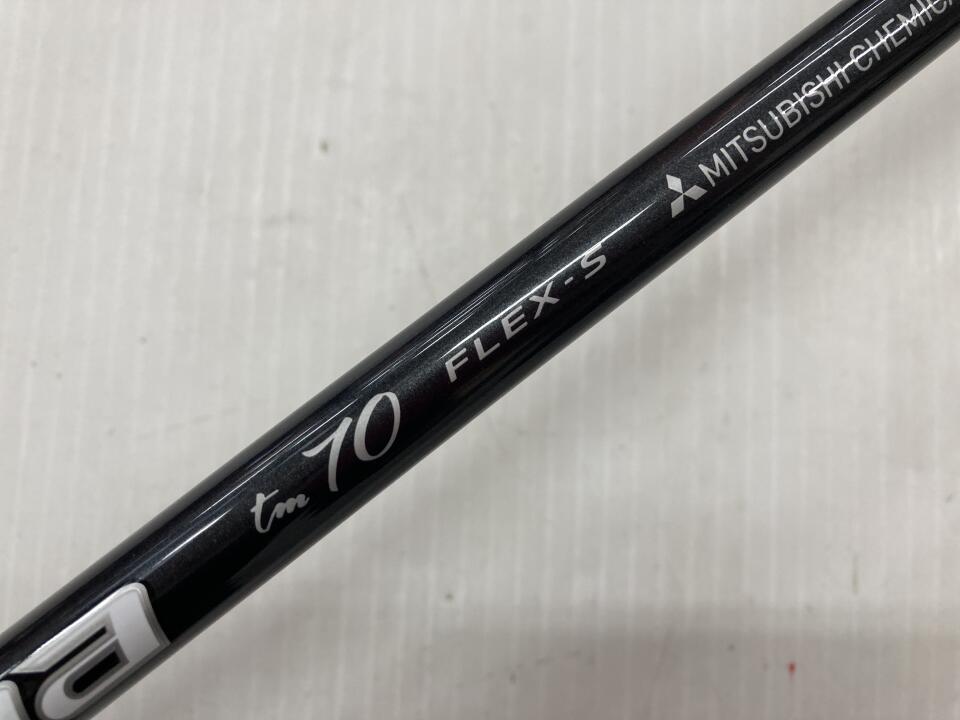 tm 70 FLEX-S MITSUBISHI CHEMICA